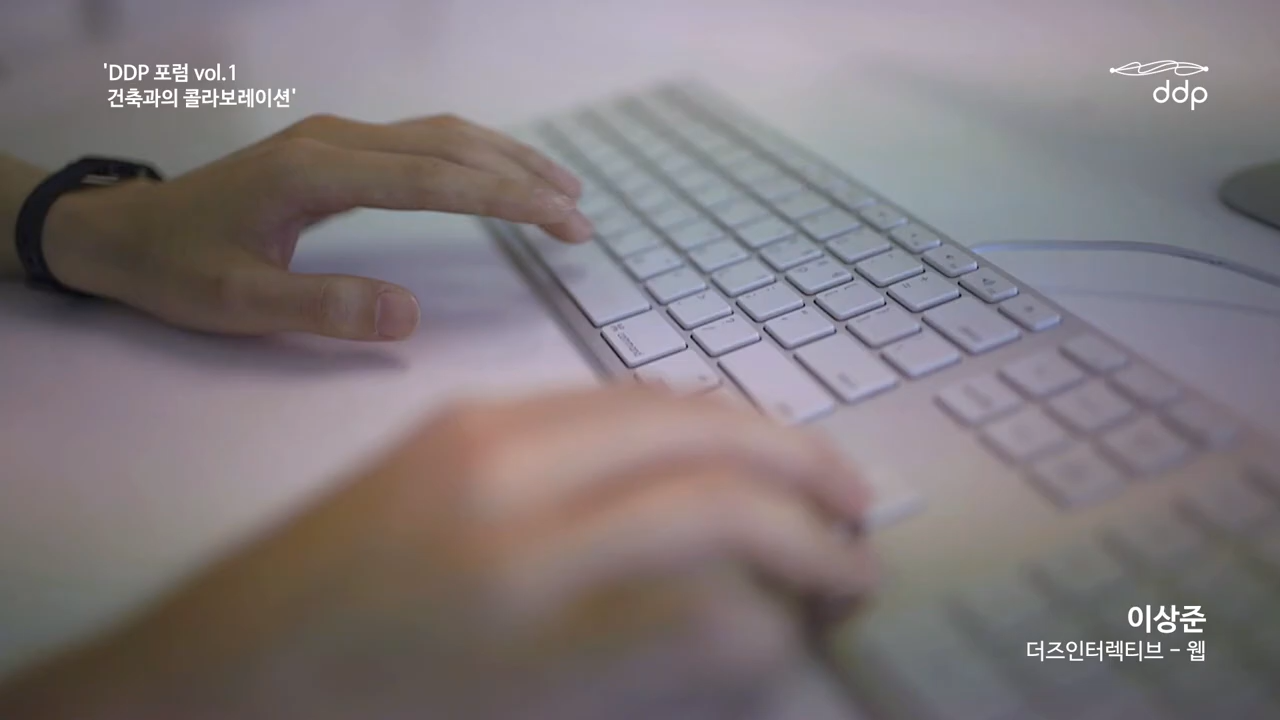 'DDP 포럼 vol.1
건축과의 콜라보레이션'
ddp
command
이상준
더즈인터렉티브 - 웹